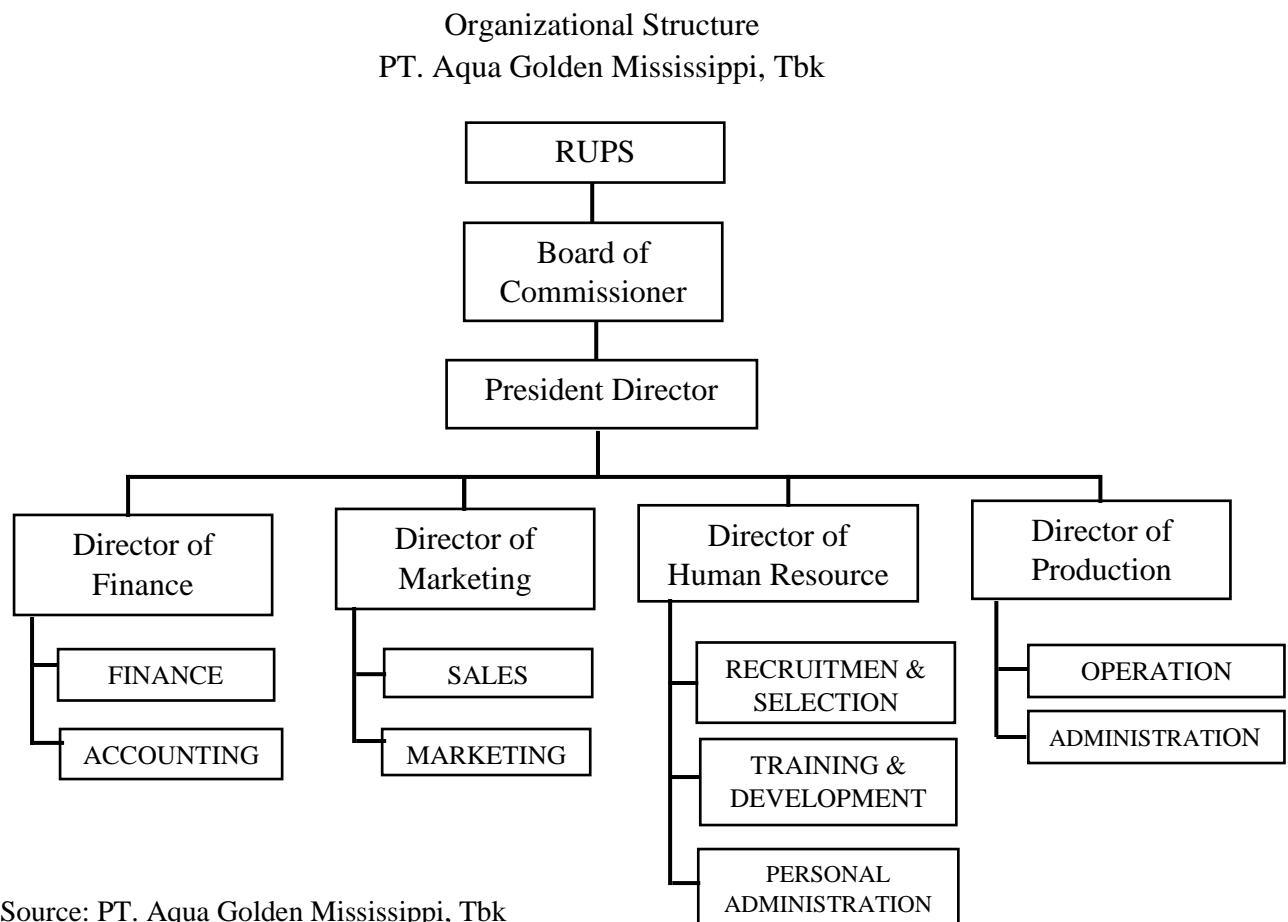 Organizational Structure
PT. Aqua Golden Mississippi, Tbk
RUPS
Board of
Commissioner
President Director
Director of
Finance
FINANCE
ACCOUNTING
Director of
Marketing
SALES
MARKETING
Director of
Human Resource
RECRUITMEN &
SELECTION
TRAINING &
DEVELOPMENT
PERSONAL
ADMINISTRATION
Director of
Production
OPERATION
ADMINISTRATION
Source: PT. Aqua Golden Mississippi, Tbk